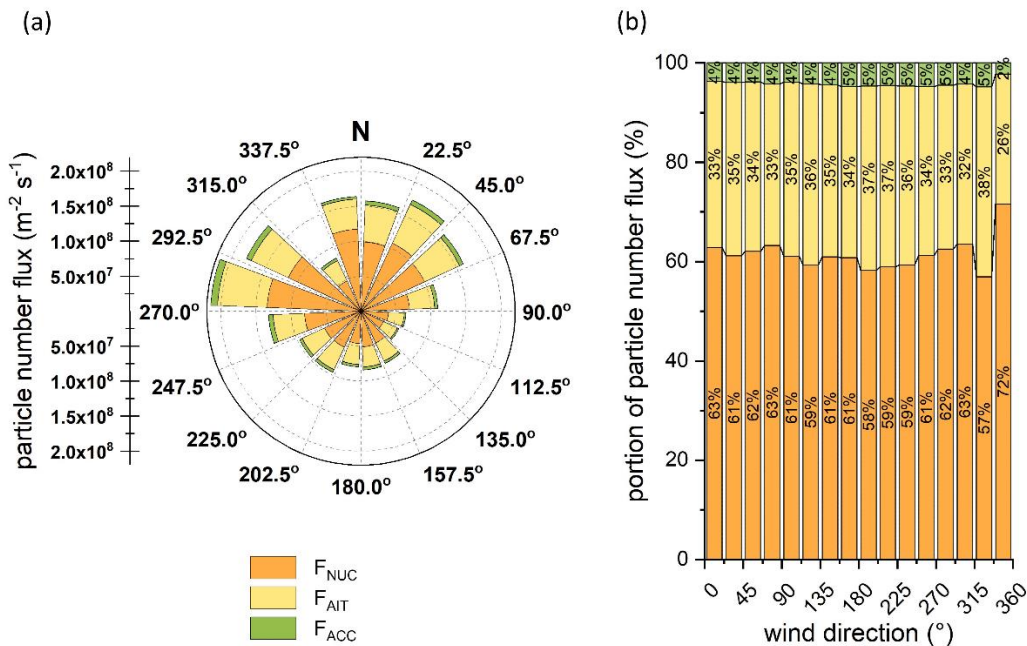 (a)
(b)
N
22.5°
45.0°
67.5°
90.0°
112.5°
135.0°
157.5°
180.0°
202.5°
225.0°
247.5°
270.0°
292.5°
315.0°
337.5°
particle number flux (m⁻² s⁻¹)
2.0x10⁸
1.5x10⁸
1.0x10⁸
5.0x10⁷
5.0x10⁷
1.0x10⁸
1.5x10⁸
2.0x10⁸
F_NUC
F_AIT
F_ACC
portion of particle number flux (%)
100
80
60
40
20
0
4% 4% 4% 4% 4% 4% 4% 5% 5% 5% 5% 5% 5% 4% 5% 2%
33% 35% 34% 33% 35% 36% 35% 34% 37% 37% 36% 34% 33% 32% 38% 26%
63% 61% 62% 63% 61% 59% 61% 61% 58% 59% 59% 61% 62% 63% 57% 72%
0 45 90 135 180 225 270 315 360
wind direction (°)